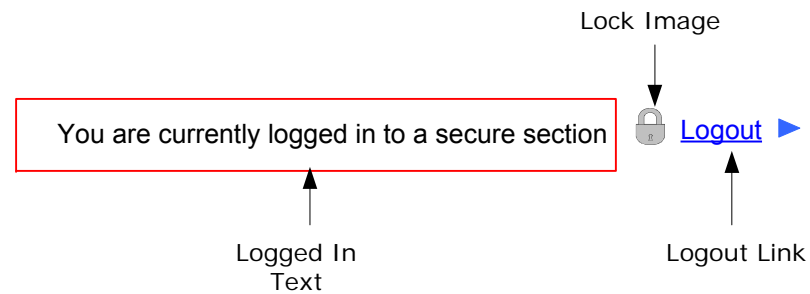 Lock Image
You are currently logged in to a secure section
Logout
Logged In
Text
Logout Link